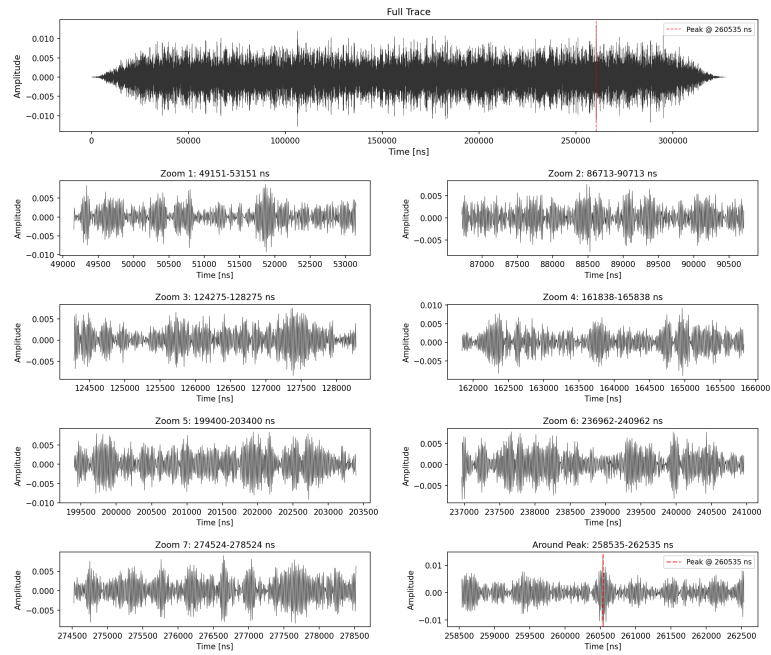 Full Trace
Amplitude
0.010
0.005
0.000
−0.005
−0.010
Peak @ 260535 ns
0 50000 100000 150000 200000 250000 300000
Time [ns]
Zoom 1: 49151-53151 ns
Amplitude
0.005
0.000
−0.005
−0.010
49000 49500 50000 50500 51000 51500 52000 52500 53000
Time [ns]
Zoom 2: 86713-90713 ns
Amplitude
0.005
0.000
−0.005
87000 87500 88000 88500 89000 89500 90000 90500
Time [ns]
Zoom 3: 124275-128275 ns
Amplitude
0.005
0.000
−0.005
124500 125000 125500 126000 126500 127000 127500 128000
Time [ns]
Zoom 4: 161838-165838 ns
Amplitude
0.010
0.005
0.000
−0.005
162000 162500 163000 163500 164000 164500 165000 165500 166000
Time [ns]
Zoom 5: 199400-203400 ns
Amplitude
0.005
0.000
−0.005
−0.010
199500 200000 200500 201000 201500 202000 202500 203000 203500
Time [ns]
Zoom 6: 236962-240962 ns
Amplitude
0.005
0.000
−0.005
237000 237500 238000 238500 239000 239500 240000 240500 241000
Time [ns]
Zoom 7: 274524-278524 ns
Amplitude
0.005
0.000
−0.005
274500 275000 275500 276000 276500 277000 277500 278000 278500
Time [ns]
Around Peak: 258535-262535 ns
Amplitude
0.01
0.00
−0.01
Peak @ 260535 ns
258500 259000 259500 260000 260500 261000 261500 262000 262500
Time [ns]